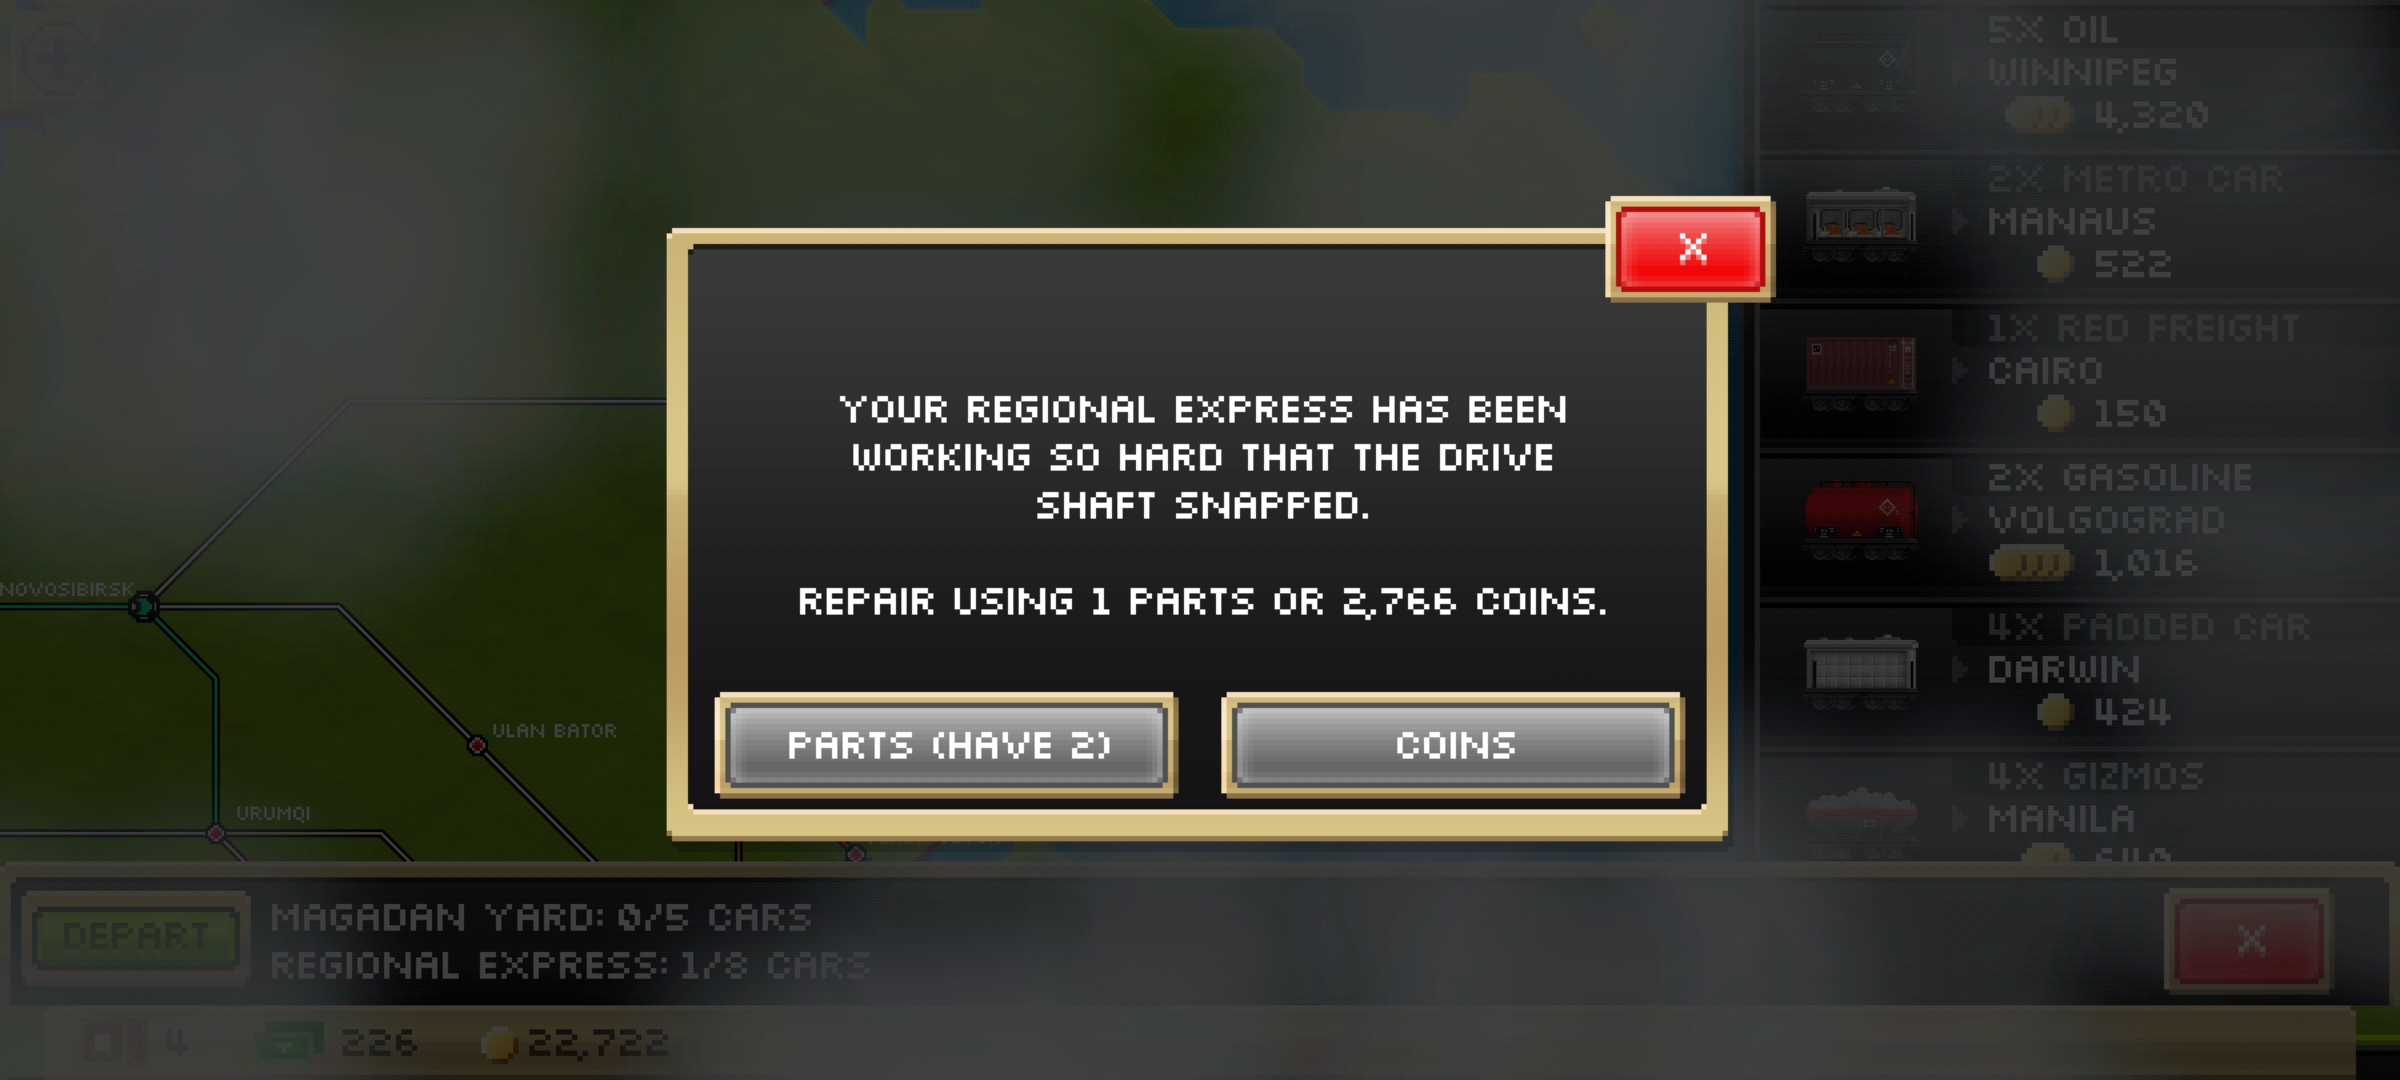 X
YOUR REGIONAL EXPRESS HAS BEEN
WORKING SO HARD THAT THE DRIVE
SHAFT SNAPPED.
REPAIR USING 1 PARTS OR 2,766 COINS.
PARTS (HAVE 2)
COINS
5X OIL
WINNIPEG
4,320
2X METRO CAR
MANAUS
522
1X RED FREIGHT
CAIRO
150
2X GASOLINE
VOLGOGRAD
1,016
4X PADDED CAR
DARWIN
424
4X GIZMOS
MANILA
NOVOSIBIRSK
ULAN BATOR
URUMQI
DEPART
MAGADAN YARD: 0/5 CARS
REGIONAL EXPRESS: 1/8 CARS
X
4
226
22,722